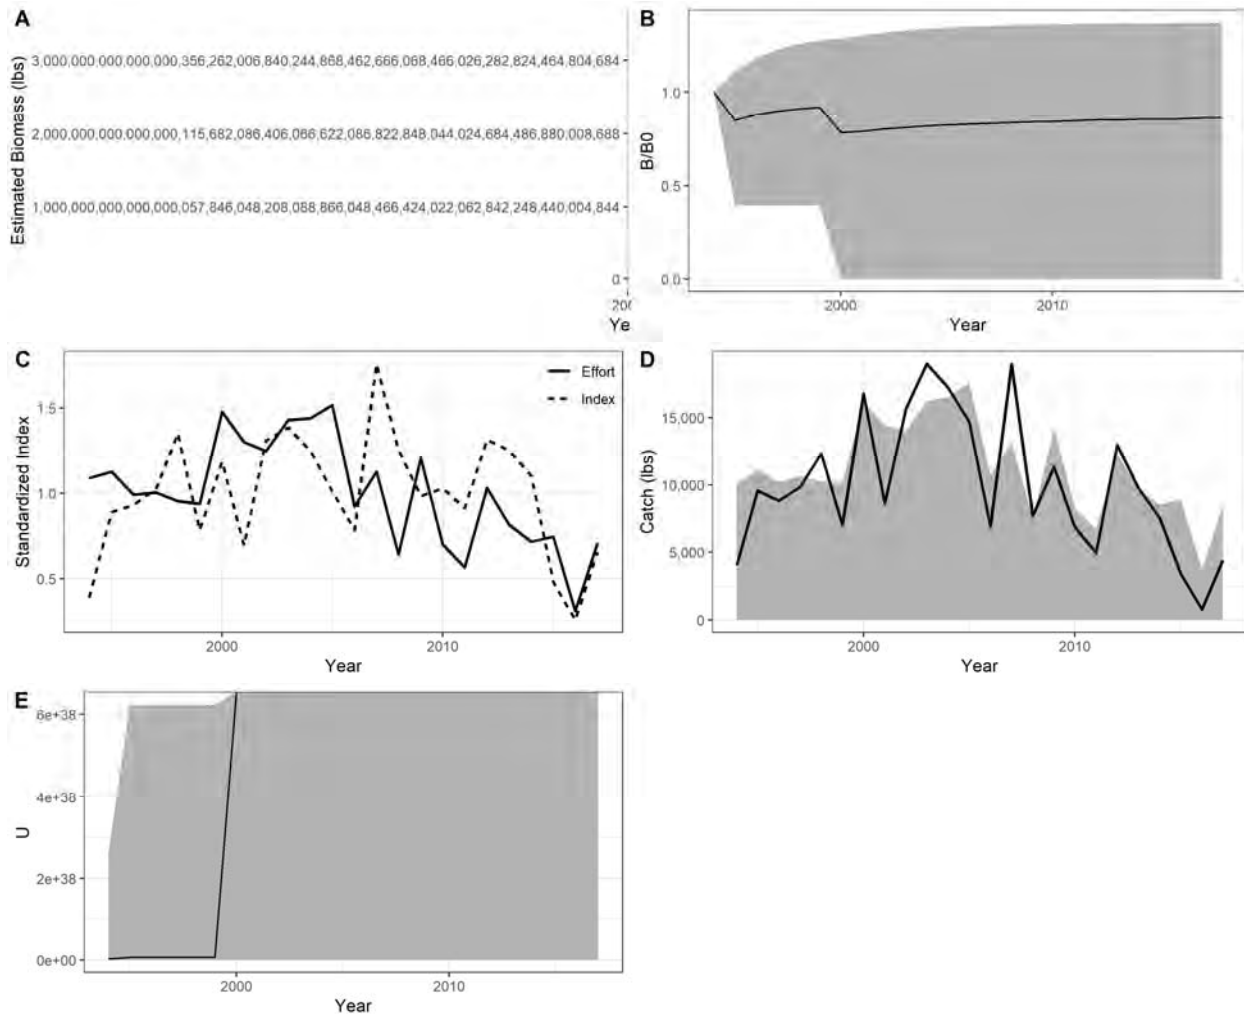 A
Estimated Biomass (lbs)
3,000,000,000,000,000,356,262,006,840,244,868,462,666,068,466,026,282,824,464,804,684
2,000,000,000,000,000,115,682,086,406,066,622,086,822,848,044,024,684,486,880,008,688
1,000,000,000,000,000,057,846,048,208,088,866,048,466,424,022,062,842,248,440,004,844
0
200
Ye
B
B/B0
1.0
0.5
0.0
2000
2010
Year
C
Standardized Index
1.5
1.0
0.5
Effort
Index
2000
2010
Year
D
Catch (lbs)
15,000
10,000
5,000
0
2000
2010
Year
E
U
6e+38
4e+38
2e+38
0e+00
2000
2010
Year